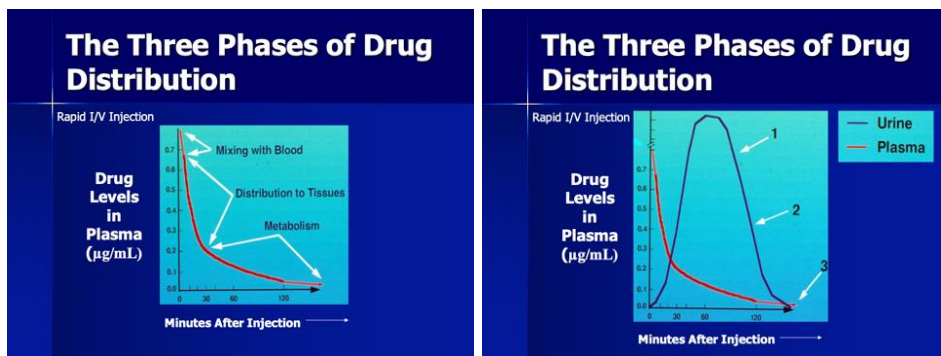 The Three Phases of Drug
Distribution
Rapid I/V Injection
Mixing with Blood
Distribution to Tissues
Metabolism
Drug
Levels
in
Plasma
(µg/mL)
0.7
0.6
0.5
0.4
0.3
0.2
0.1
0.0
0 30 60 120
Minutes After Injection
The Three Phases of Drug
Distribution
Rapid I/V Injection
Urine
Plasma
1
2
3
Drug
Levels
in
Plasma
(µg/mL)
0.5
0.4
0.3
0.2
0.1
0.0
0 30 60 120
Minutes After Injection